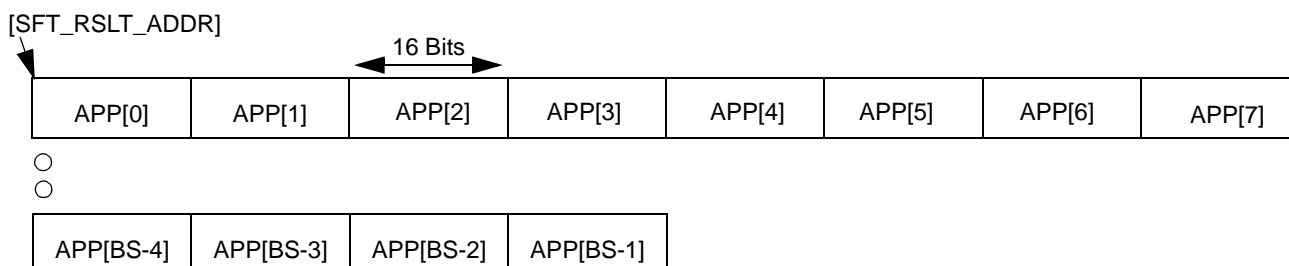 [SFT_RSLT_ADDR]
16 Bits
APP[0] APP[1] APP[2] APP[3] APP[4] APP[5] APP[6] APP[7]
APP[BS-4] APP[BS-3] APP[BS-2] APP[BS-1]